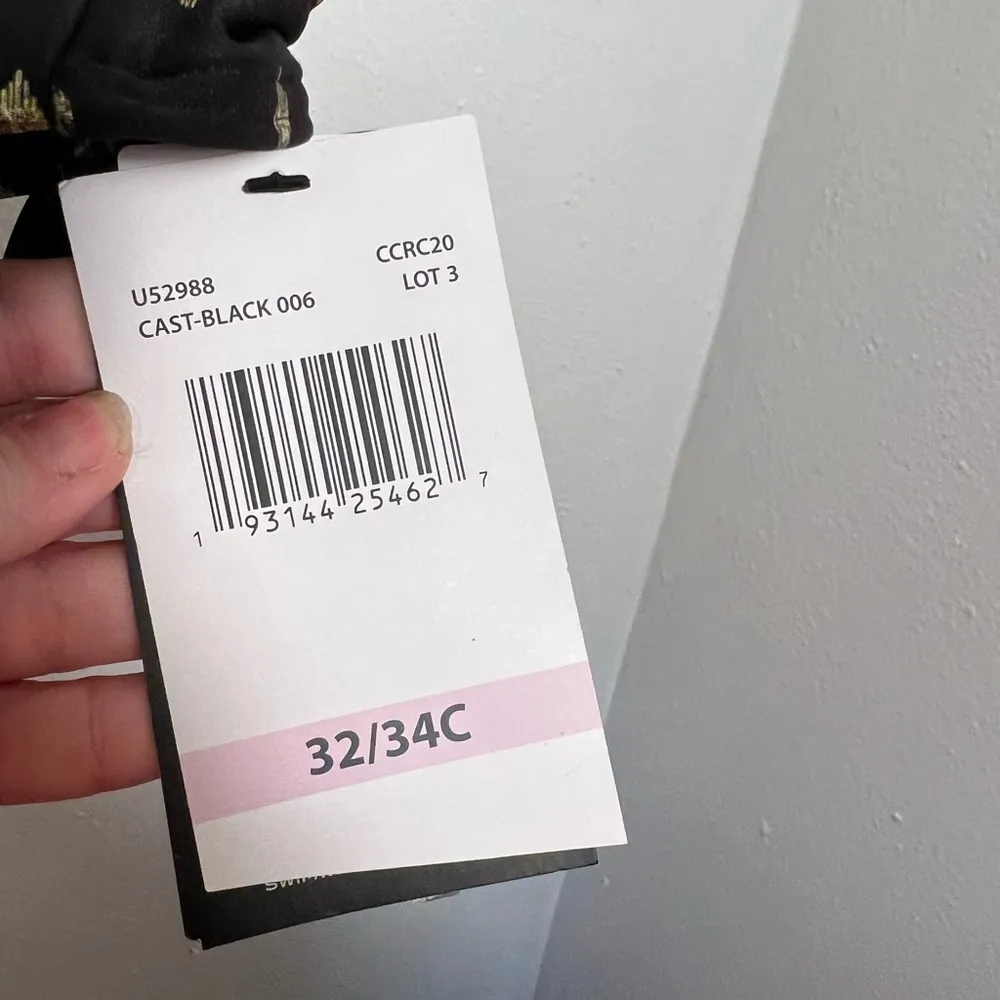 CCRC20
U52988
LOT 3
CAST-BLACK 006
1 93144 25462 7
32/34C